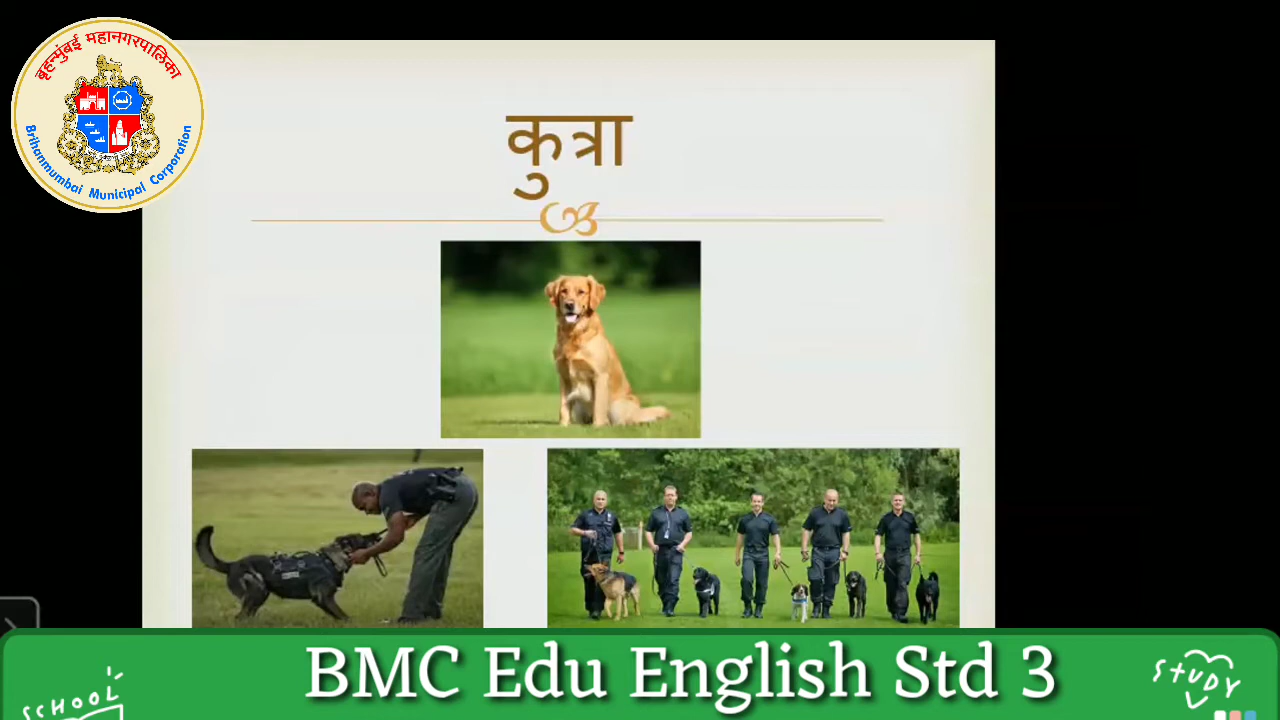 बृहन्मुंबई महानगरपालिका
Brihanmumbai Municipal Corporation
कुत्रा
BMC Edu English Std 3
SCHOOL
STUDY